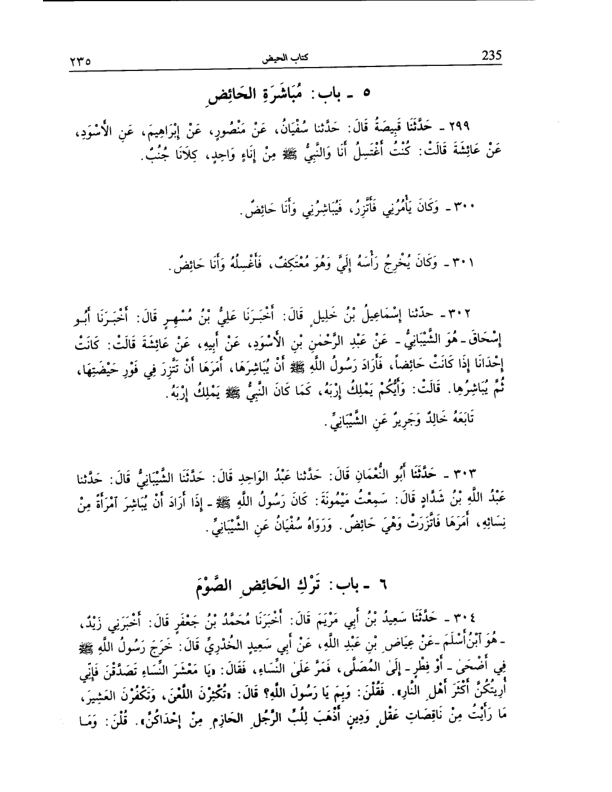 ٢٣٥ كتاب الحيض 235
٥ ـ باب: مُبَاشَرَةِ الحَائِضِ
٢٩٩ ـ حَدَّثَنَا قَبِيصَةُ قَالَ: حَدَّثنا سُفْيَانُ، عَنْ مَنْصُورٍ، عَنْ إِبْرَاهِيمَ، عَنِ الأَسْوَدِ،
عَنْ عَائِشَةَ قَالَتْ: كُنْتُ أَغْتَسِلُ أَنَا وَالنَّبِيُّ ﷺ مِنْ إِنَاءٍ وَاحِدٍ، كِلَانَا جُنُبٌ.
٣٠٠ ـ وَكَانَ يَأْمُرُنِي فَأَتَّزِرُ، فَيُبَاشِرُنِي وَأَنَا حَائِضٌ.
٣٠١ ـ وَكَانَ يُخْرِجُ رَأْسَهُ إِلَيَّ وَهُوَ مُعْتَكِفٌ، فَأَغْسِلُهُ وَأَنَا حَائِضٌ.
٣٠٢ ـ حدّثنا إِسْمَاعِيلُ بْنُ خَلِيلٍ قَالَ: أَخْبَرَنَا عَلِيُّ بْنُ مُسْهِرٍ قَالَ: أَخْبَرَنَا أَبُو
إِسْحَاقَ ـ هُوَ الشَّيْبَانِيُّ ـ عَنْ عَبْدِ الرَّحْمٰنِ بْنِ الأَسْوَدِ، عَنْ أَبِيهِ، عَنْ عَائِشَةَ قَالَتْ: كَانَتْ
إِحْدَانَا إِذَا كَانَتْ حَائِضاً، فَأَرَادَ رَسُولُ اللَّهِ ﷺ أَنْ يُبَاشِرَهَا، أَمَرَهَا أَنْ تَتَّزِرَ فِي فَوْرِ حَيْضَتِهَا،
ثُمَّ يُبَاشِرُها. قَالَتْ: وَأَيُّكُمْ يَمْلِكُ إِرْبَهُ، كَمَا كَانَ النَّبِيُّ ﷺ يَمْلِكُ إِرْبَهُ.
تَابَعَهُ خَالِدٌ وَجَرِيرٌ عَنِ الشَّيْبَانِيِّ.
٣٠٣ ـ حَدَّثَنَا أَبُو النُّعْمَانِ قَالَ: حَدَّثنا عَبْدُ الوَاحِدِ قَالَ: حَدَّثَنَا الشَّيْبَانِيُّ قَالَ: حَدَّثنا
عَبْدُ اللَّهِ بْنُ شَدَّادٍ قَالَ: سَمِعْتُ مَيْمُونَةَ: كَانَ رَسُولُ اللَّهِ ﷺ ـ إِذَا أَرَادَ أَنْ يُبَاشِرَ آمْرَأَةً مِنْ
نِسَائِهِ، أَمَرَهَا فَاتَّزَرَتْ وَهْيَ حَائِضٌ. وَرَوَاهُ سُفْيَانُ عَنِ الشَّيْبَانِيِّ.
٦ ـ باب: تَرْكِ الحَائِضِ الصَّوْمَ
٣٠٤ ـ حَدَّثَنَا سَعِيدُ بْنُ أَبِي مَرْيَمَ قَالَ: أَخْبَرَنَا مُحَمَّدُ بْنُ جَعْفَرٍ قَالَ: أَخْبَرَنِي زَيْدٌ،
ـ هُوَ آبْنُ أَسْلَمَ ـ عَنْ عِيَاضِ بْنِ عَبْدِ اللَّهِ، عَنْ أَبِي سَعِيدٍ الخُدْرِيِّ قَالَ: خَرَجَ رَسُولُ اللَّهِ ﷺ
فِي أَضْحَى ـ أَوْ فِطْرٍ ـ إِلَىٰ المُصَلَّى، فَمَرَّ عَلَىٰ النِّسَاءِ، فَقَالَ: «يَا مَعْشَرَ النِّسَاءِ تَصَدَّقْنَ فَإِنِّي
أُرِيتُكُنَّ أَكْثَرَ أَهْلِ النَّارِ». فَقُلْنَ: وَبِمَ يَا رَسُولَ اللَّهِ؟ قَالَ: «تُكْثِرْنَ اللَّعْنَ، وَتَكْفُرْنَ العَشِيرَ،
مَا رَأَيْتُ مِنْ نَاقِصَاتِ عَقْلٍ وَدِينٍ أَذْهَبَ لِلُبِّ الرَّجُلِ الحَازِمِ مِنْ إِحْدَاكُنَّ». قُلْنَ: وَمَا